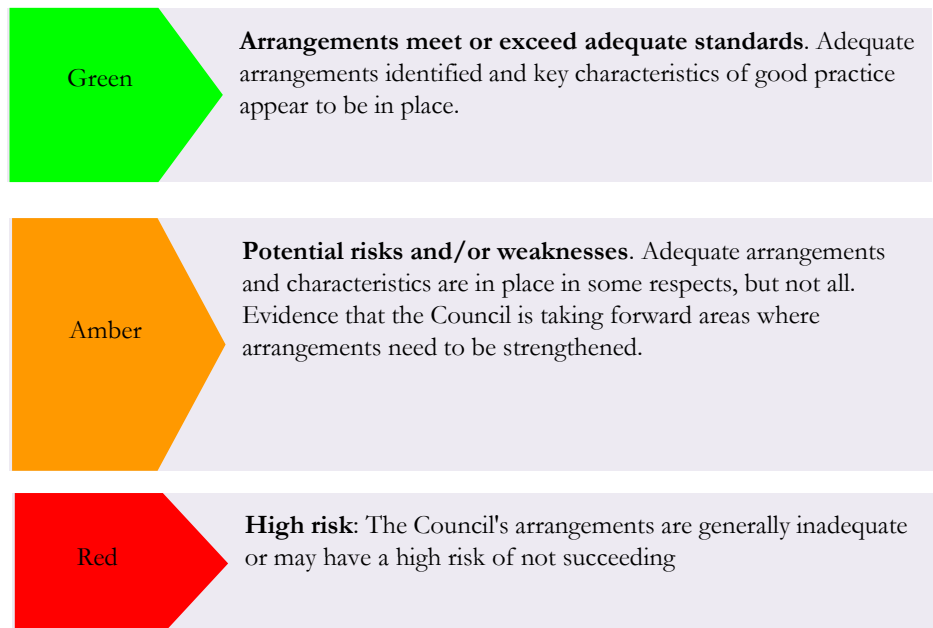 Green
Arrangements meet or exceed adequate standards. Adequate
arrangements identified and key characteristics of good practice
appear to be in place.
Amber
Potential risks and/or weaknesses. Adequate arrangements
and characteristics are in place in some respects, but not all.
Evidence that the Council is taking forward areas where
arrangements need to be strengthened.
Red
High risk: The Council's arrangements are generally inadequate
or may have a high risk of not succeeding